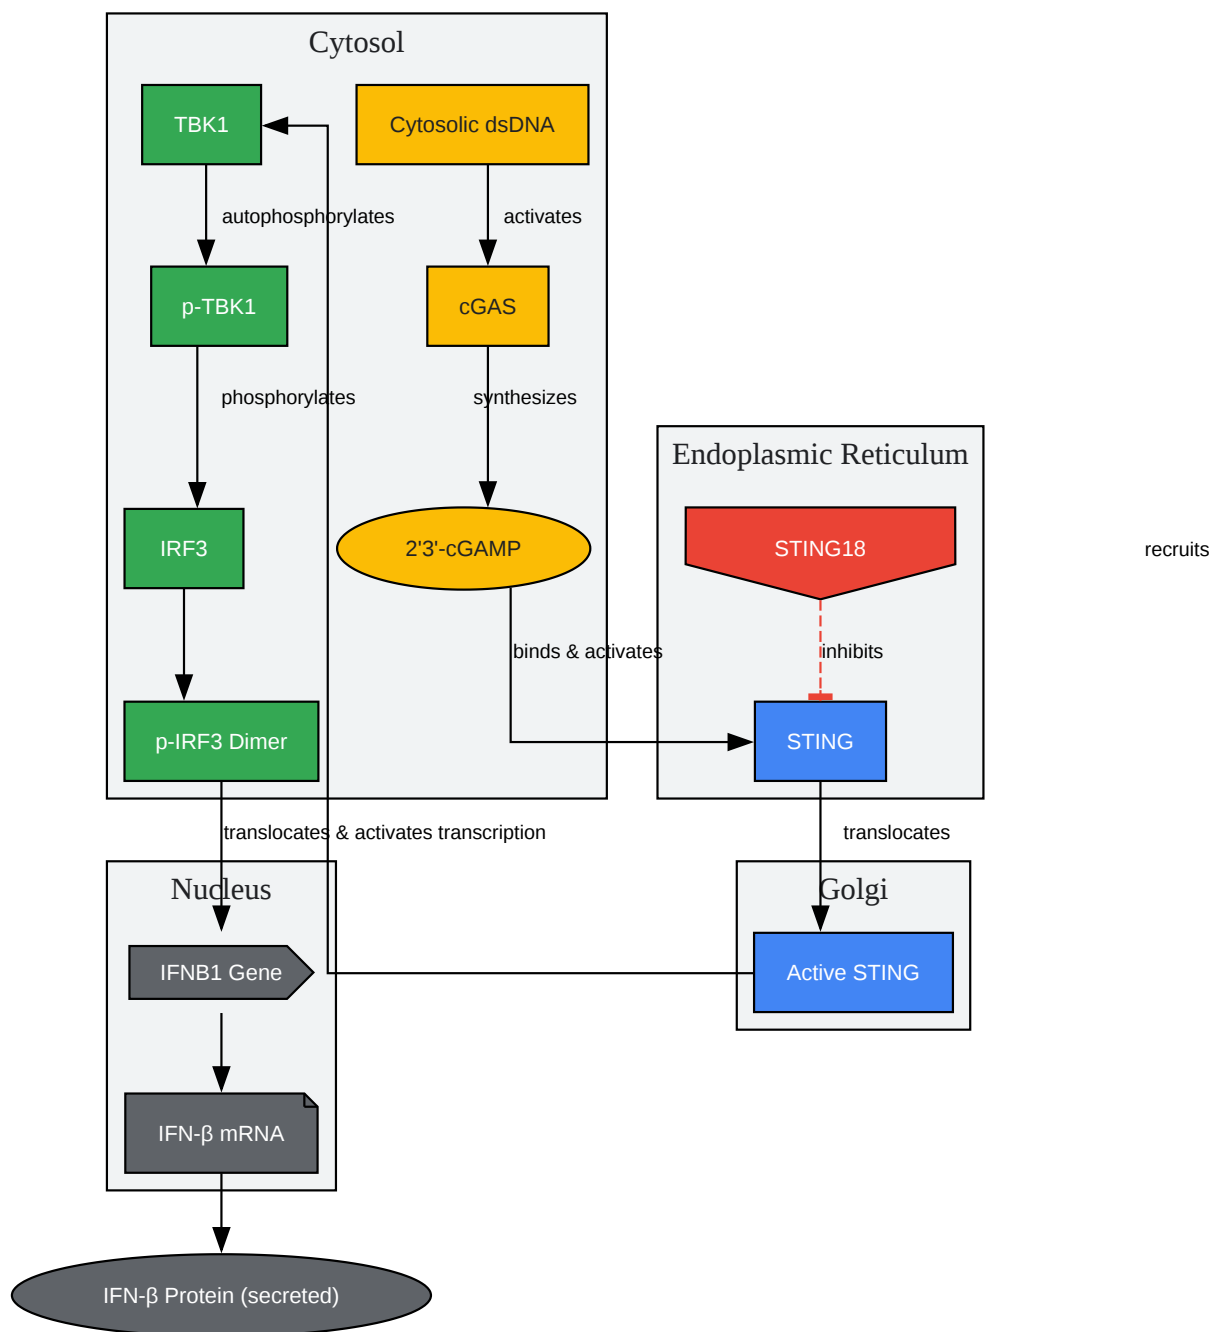 Cytosol
TBK1
Cytosolic dsDNA
autophosphorylates
activates
p-TBK1
cGAS
phosphorylates
synthesizes
Endoplasmic Reticulum
IRF3
2'3'-cGAMP
STING18
recruits
binds & activates
inhibits
p-IRF3 Dimer
STING
translocates & activates transcription
translocates
Nucleus
Golgi
IFNB1 Gene
Active STING
IFN-β mRNA
IFN-β Protein (secreted)